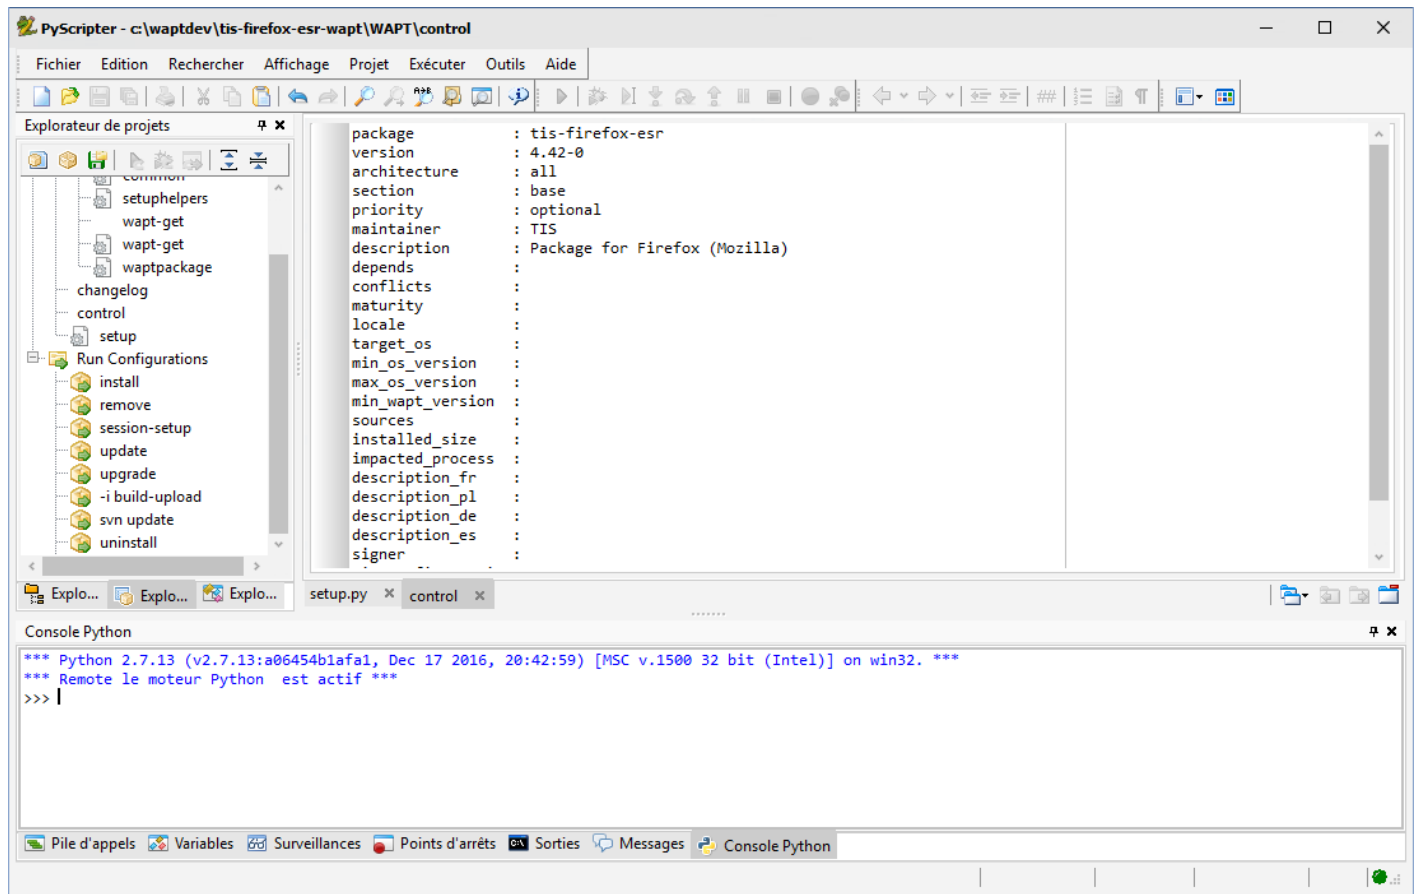 PyScripter - c:\waptdev\tis-firefox-esr-wapt\WAPT\control
Fichier Edition Rechercher Affichage Projet Exécuter Outils Aide
Explorateur de projets
common
setuphelpers
wapt-get
wapt-get
waptpackage
changelog
control
setup
Run Configurations
install
remove
session-setup
update
upgrade
-i build-upload
svn update
uninstall
Explo... Explo... Explo...
package : tis-firefox-esr
version : 4.42-0
architecture : all
section : base
priority : optional
maintainer : TIS
description : Package for Firefox (Mozilla)
depends :
conflicts :
maturity :
locale :
target_os :
min_os_version :
max_os_version :
min_wapt_version :
sources :
installed_size :
impacted_process :
description_fr :
description_pl :
description_de :
description_es :
signer :
setup.py control
Console Python
*** Python 2.7.13 (v2.7.13:a06454b1afa1, Dec 17 2016, 20:42:59) [MSC v.1500 32 bit (Intel)] on win32. ***
*** Remote le moteur Python  est actif ***
>>>
Pile d'appels Variables Surveillances Points d'arrêts Sorties Messages Console Python